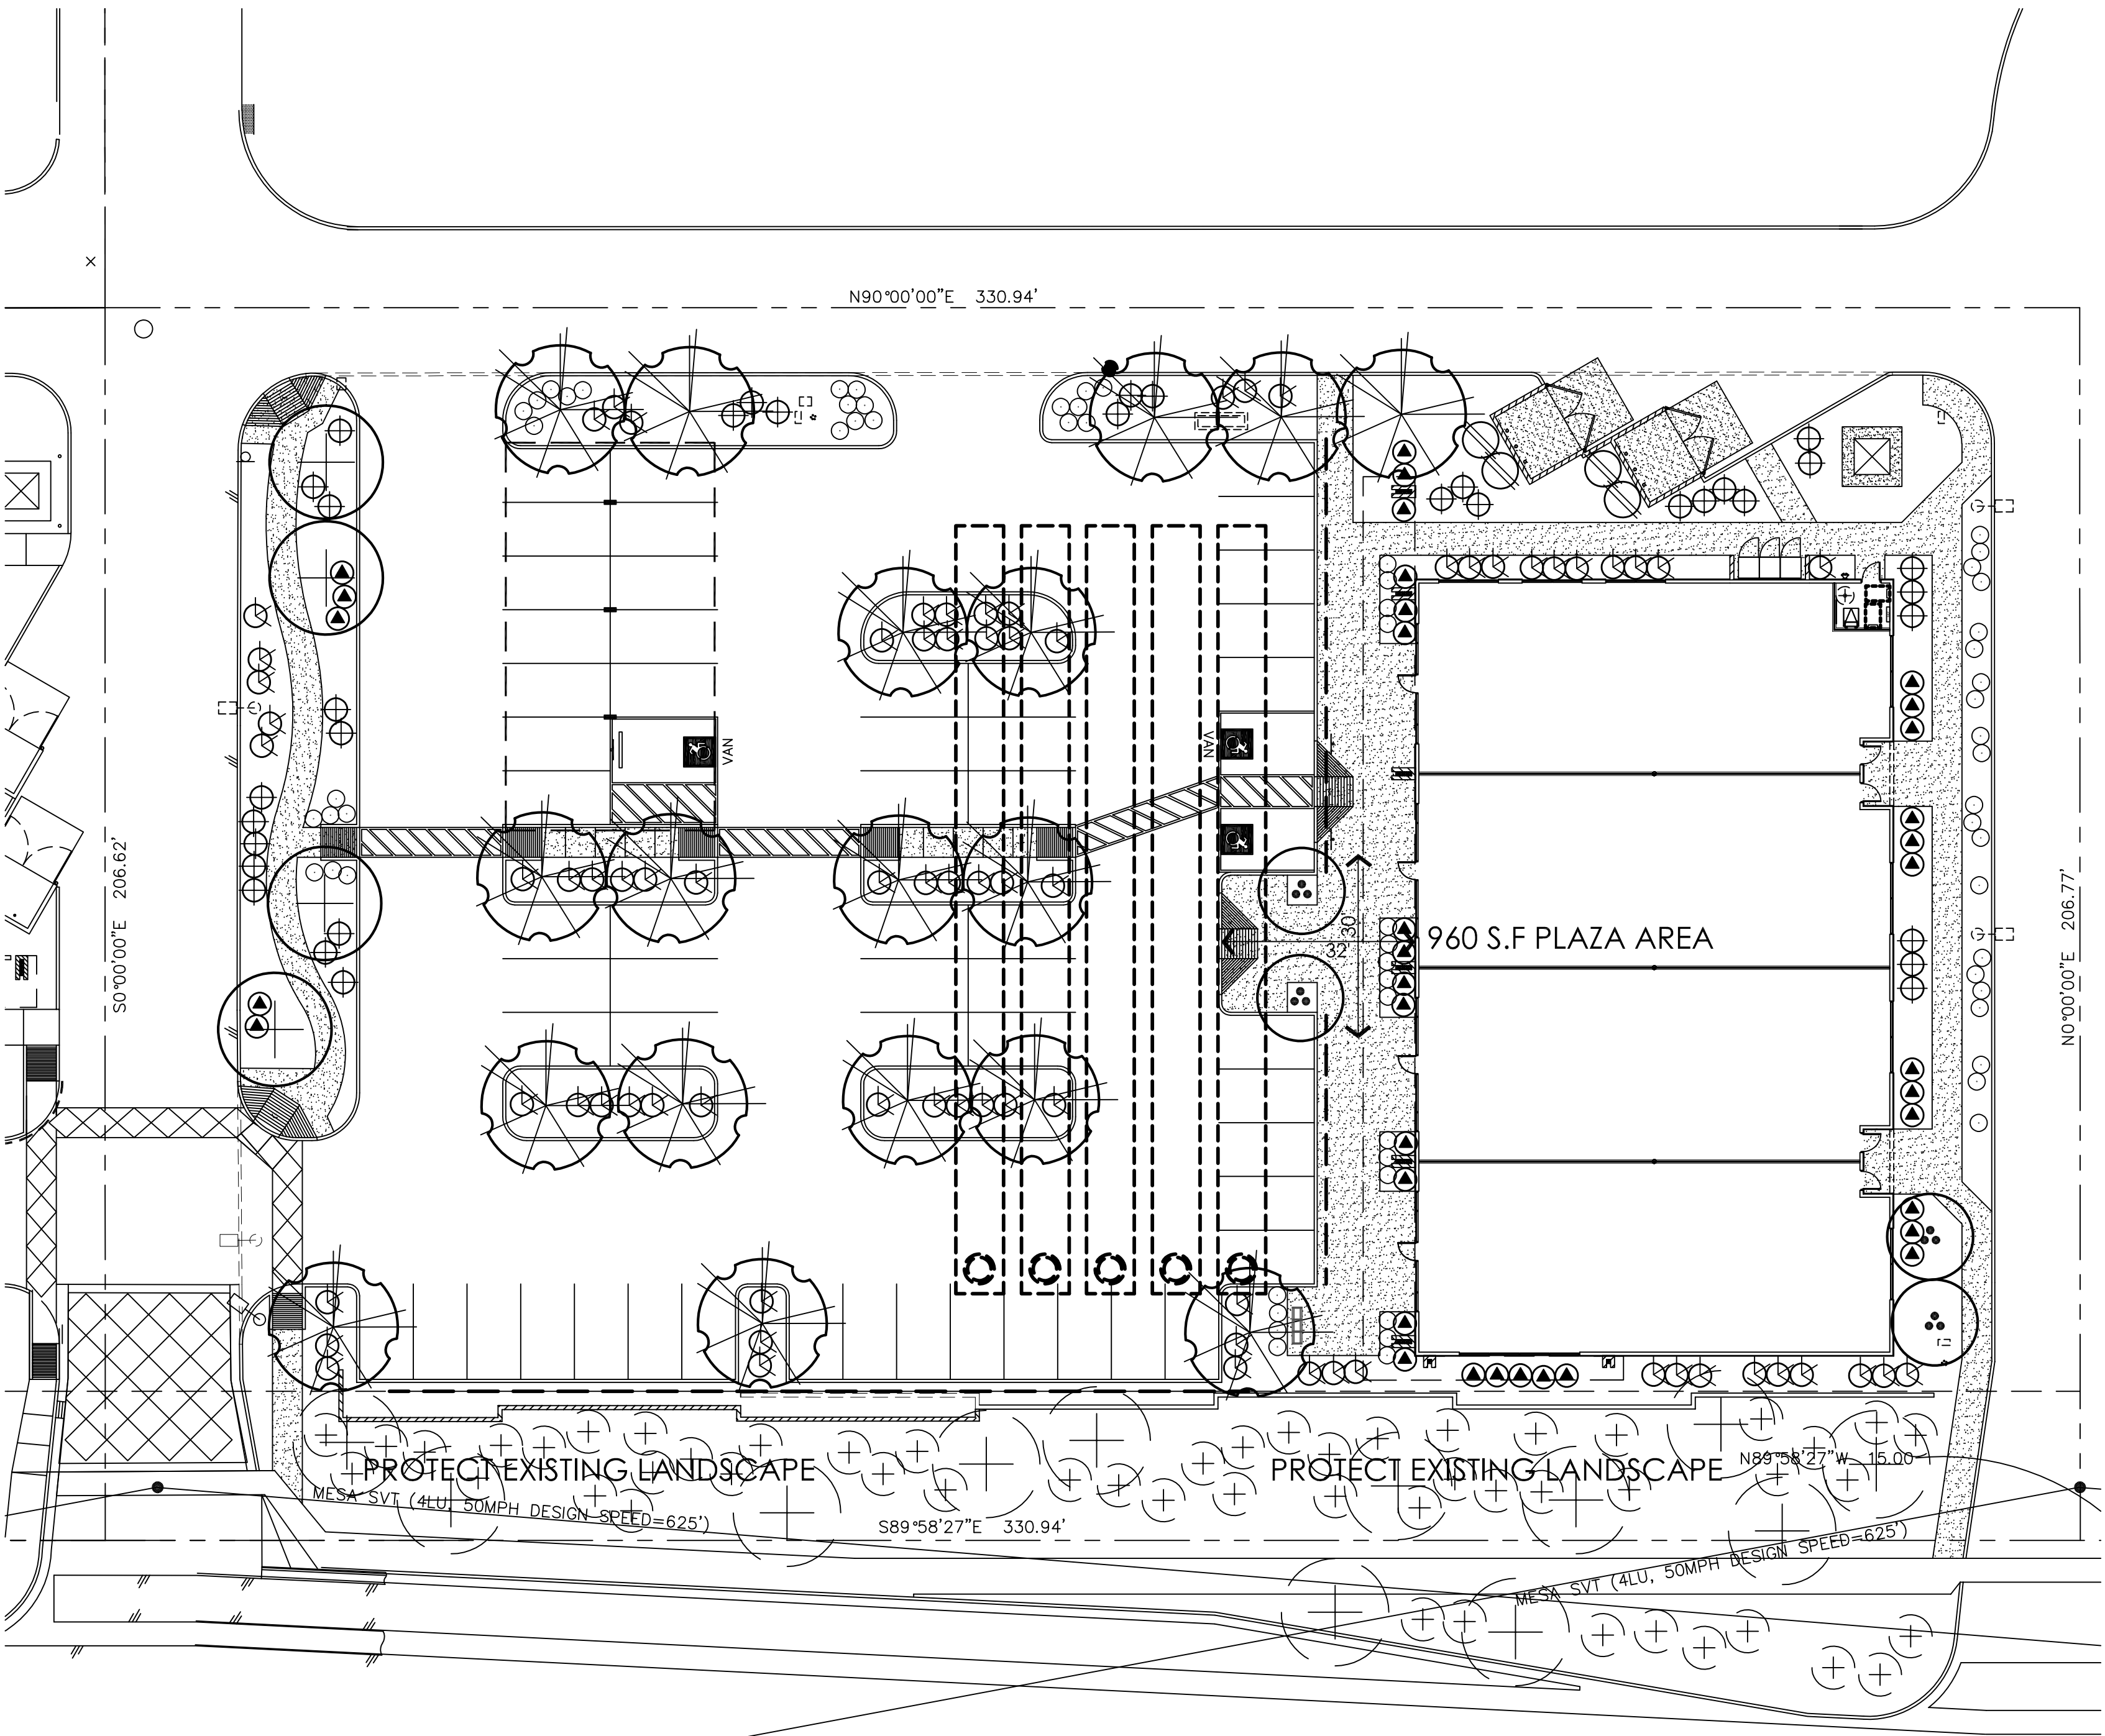 N90°00'00"E 330.94'
VAN
VAN
S0°00'00"E 206.62'
30'
32'
960 S.F PLAZA AREA
N0°00'00"E 206.77'
PROTECT EXISTING LANDSCAPE
PROTECT EXISTING LANDSCAPE
N89°58'27"W 15.00
MESA SVT (4LU, 50MPH DESIGN SPEED=625')
S89°58'27"E 330.94'
MESA SVT (4LU, 50MPH DESIGN SPEED=625')